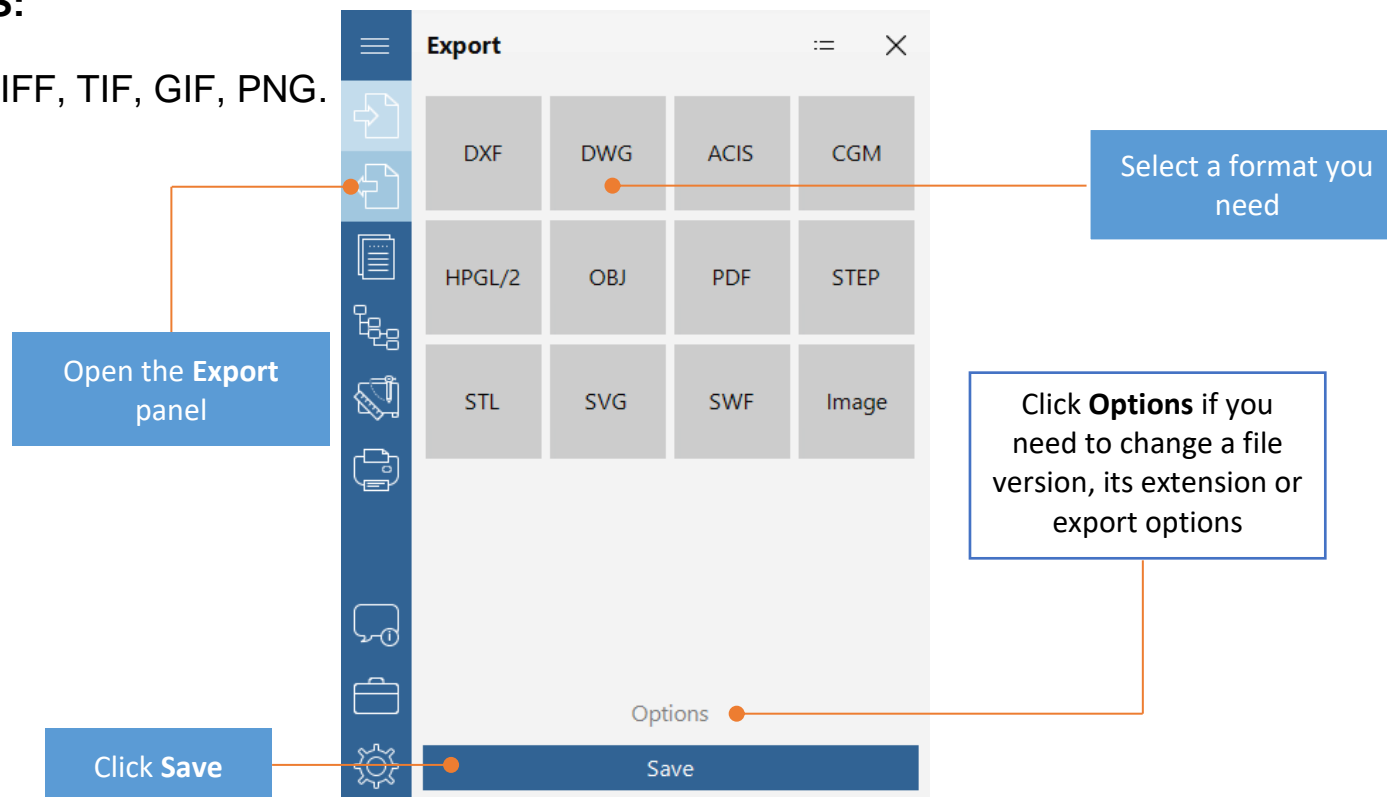 S:
IFF, TIF, GIF, PNG.
Export
DXF DWG ACIS CGM
HPGL/2 OBJ PDF STEP
STL SVG SWF Image
Options
Save
Select a format you
need
Open the Export
panel
Click Options if you
need to change a file
version, its extension or
export options
Click Save